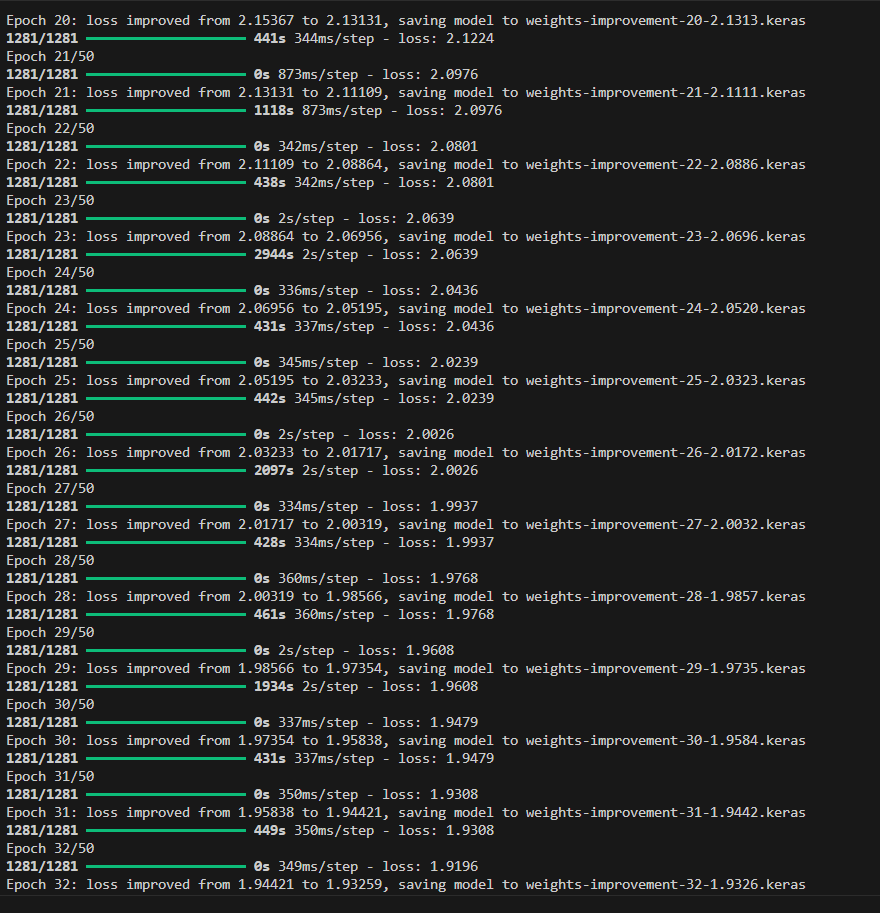 Epoch 20: loss improved from 2.15367 to 2.13131, saving model to weights-improvement-20-2.1313.keras
1281/1281 441s 344ms/step - loss: 2.1224
Epoch 21/50
1281/1281 0s 873ms/step - loss: 2.0976
Epoch 21: loss improved from 2.13131 to 2.11109, saving model to weights-improvement-21-2.1111.keras
1281/1281 1118s 873ms/step - loss: 2.0976
Epoch 22/50
1281/1281 0s 342ms/step - loss: 2.0801
Epoch 22: loss improved from 2.11109 to 2.08864, saving model to weights-improvement-22-2.0886.keras
1281/1281 438s 342ms/step - loss: 2.0801
Epoch 23/50
1281/1281 0s 2s/step - loss: 2.0639
Epoch 23: loss improved from 2.08864 to 2.06956, saving model to weights-improvement-23-2.0696.keras
1281/1281 2944s 2s/step - loss: 2.0639
Epoch 24/50
1281/1281 0s 336ms/step - loss: 2.0436
Epoch 24: loss improved from 2.06956 to 2.05195, saving model to weights-improvement-24-2.0520.keras
1281/1281 431s 337ms/step - loss: 2.0436
Epoch 25/50
1281/1281 0s 345ms/step - loss: 2.0239
Epoch 25: loss improved from 2.05195 to 2.03233, saving model to weights-improvement-25-2.0323.keras
1281/1281 442s 345ms/step - loss: 2.0239
Epoch 26/50
1281/1281 0s 2s/step - loss: 2.0026
Epoch 26: loss improved from 2.03233 to 2.01717, saving model to weights-improvement-26-2.0172.keras
1281/1281 2097s 2s/step - loss: 2.0026
Epoch 27/50
1281/1281 0s 334ms/step - loss: 1.9937
Epoch 27: loss improved from 2.01717 to 2.00319, saving model to weights-improvement-27-2.0032.keras
1281/1281 428s 334ms/step - loss: 1.9937
Epoch 28/50
1281/1281 0s 360ms/step - loss: 1.9768
Epoch 28: loss improved from 2.00319 to 1.98566, saving model to weights-improvement-28-1.9857.keras
1281/1281 461s 360ms/step - loss: 1.9768
Epoch 29/50
1281/1281 0s 2s/step - loss: 1.9608
Epoch 29: loss improved from 1.98566 to 1.97354, saving model to weights-improvement-29-1.9735.keras
1281/1281 1934s 2s/step - loss: 1.9608
Epoch 30/50
1281/1281 0s 337ms/step - loss: 1.9479
Epoch 30: loss improved from 1.97354 to 1.95838, saving model to weights-improvement-30-1.9584.keras
1281/1281 431s 337ms/step - loss: 1.9479
Epoch 31/50
1281/1281 0s 350ms/step - loss: 1.9308
Epoch 31: loss improved from 1.95838 to 1.94421, saving model to weights-improvement-31-1.9442.keras
1281/1281 449s 350ms/step - loss: 1.9308
Epoch 32/50
1281/1281 0s 349ms/step - loss: 1.9196
Epoch 32: loss improved from 1.94421 to 1.93259, saving model to weights-improvement-32-1.9326.keras